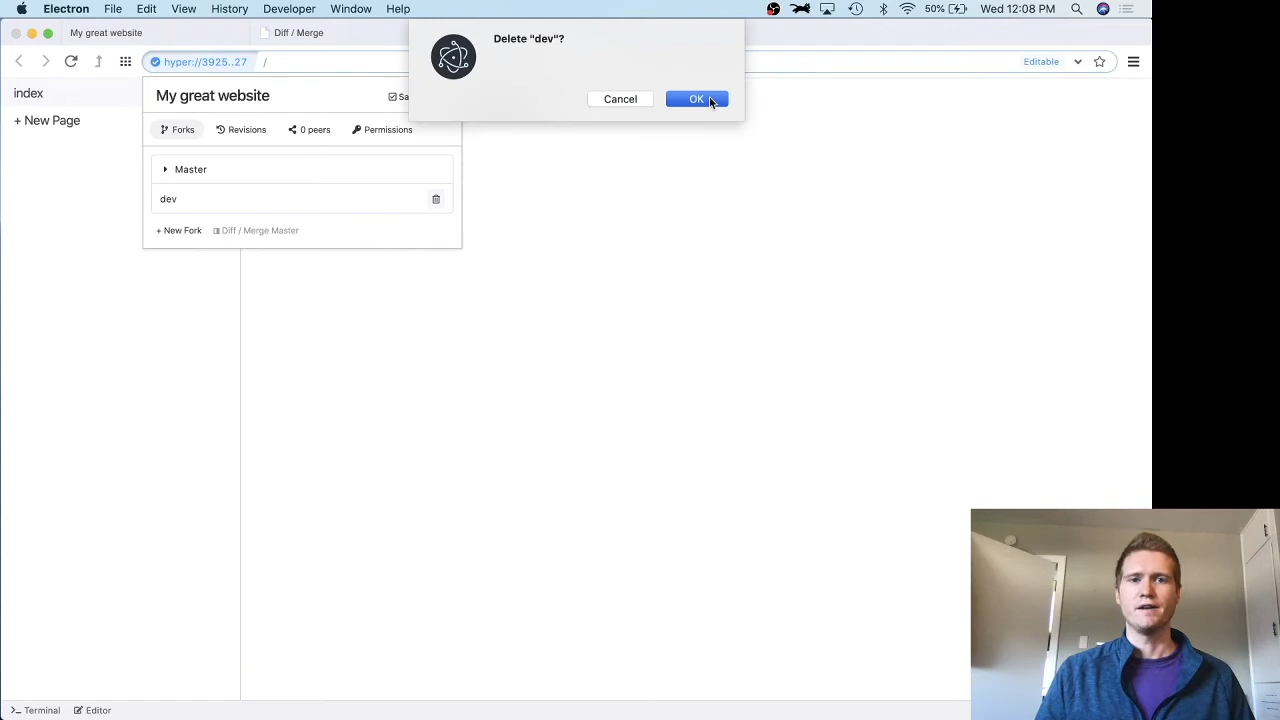 Electron File Edit View History Developer Window Help 50% Wed 12:08 PM
My great website Diff / Merge
hyper://3925..27 / Editable
Delete "dev"?
Cancel OK
index
+ New Page
My great website Sa
Forks Revisions 0 peers Permissions
Master
dev
+ New Fork Diff / Merge Master
Terminal Editor